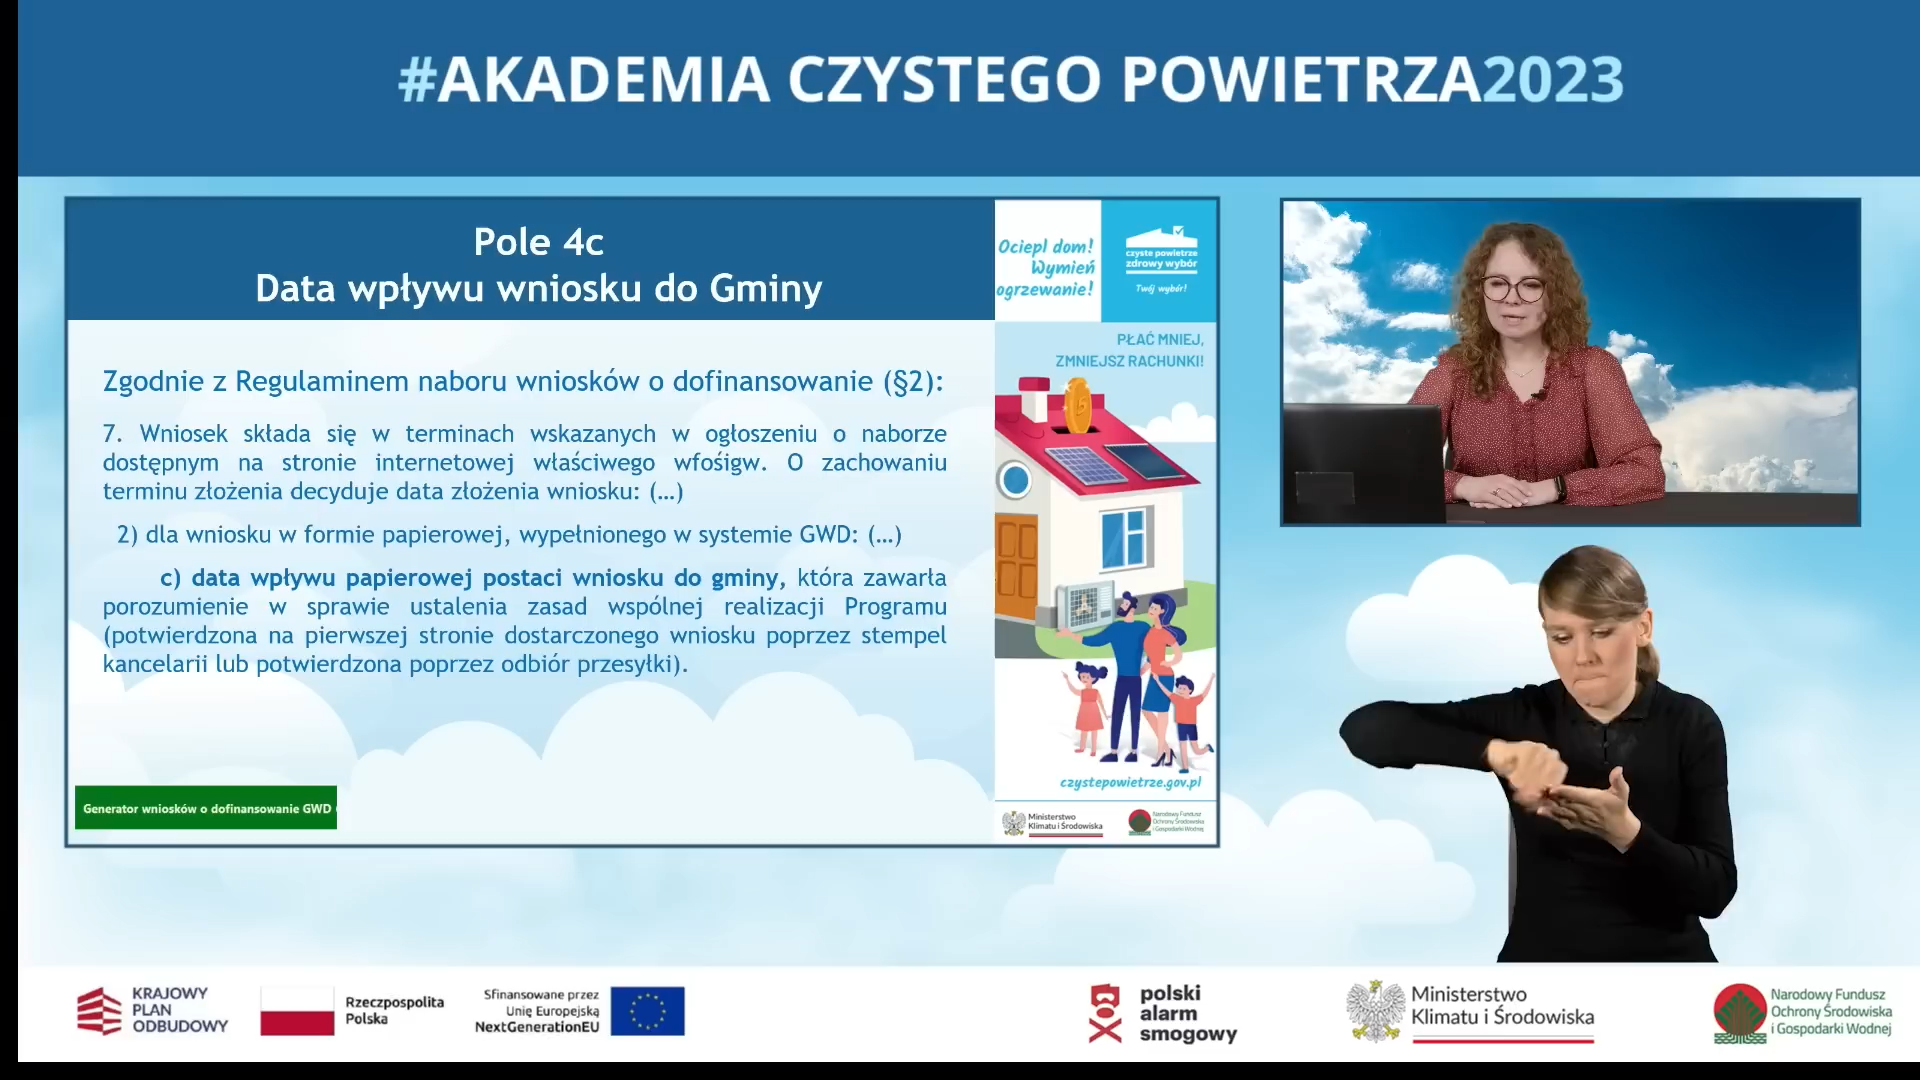 #AKADEMIA CZYSTEGO POWIETRZA2023
Pole 4c
Data wpływu wniosku do Gminy
Zgodnie z Regulaminem naboru wniosków o dofinansowanie (§2):
7. Wniosek składa się w terminach wskazanych w ogłoszeniu o naborze
dostępnym na stronie internetowej właściwego wfośigw. O zachowaniu
terminu złożenia decyduje data złożenia wniosku: (…)
2) dla wniosku w formie papierowej, wypełnionego w systemie GWD: (…)
c) data wpływu papierowej postaci wniosku do gminy, która zawarła
porozumienie w sprawie ustalenia zasad wspólnej realizacji Programu
(potwierdzona na pierwszej stronie dostarczonego wniosku poprzez stempel
kancelarii lub potwierdzona poprzez odbiór przesyłki).
Generator wniosków o dofinansowanie GWD
Ociepl dom!
Wymień
ogrzewanie!
czyste powietrze
zdrowy wybór
Twój wybór!
PŁAĆ MNIEJ,
ZMNIEJSZ RACHUNKI!
czystepowietrze.gov.pl
Ministerstwo
Klimatu i Środowiska
Narodowy Fundusz
Ochrony Środowiska
i Gospodarki Wodnej
KRAJOWY
PLAN
ODBUDOWY
Rzeczpospolita
Polska
Sfinansowane przez
Unię Europejską
NextGenerationEU
polski
alarm
smogowy
Ministerstwo
Klimatu i Środowiska
Narodowy Fundusz
Ochrony Środowiska
i Gospodarki Wodnej